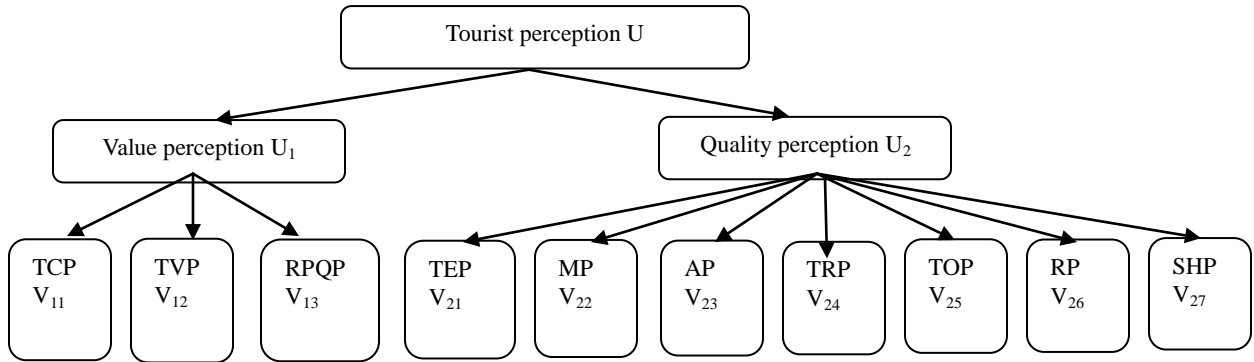 Tourist perception U
Value perception U₁
Quality perception U₂
TCP
V₁₁
TVP
V₁₂
RPQP
V₁₃
TEP
V₂₁
MP
V₂₂
AP
V₂₃
TRP
V₂₄
TOP
V₂₅
RP
V₂₆
SHP
V₂₇